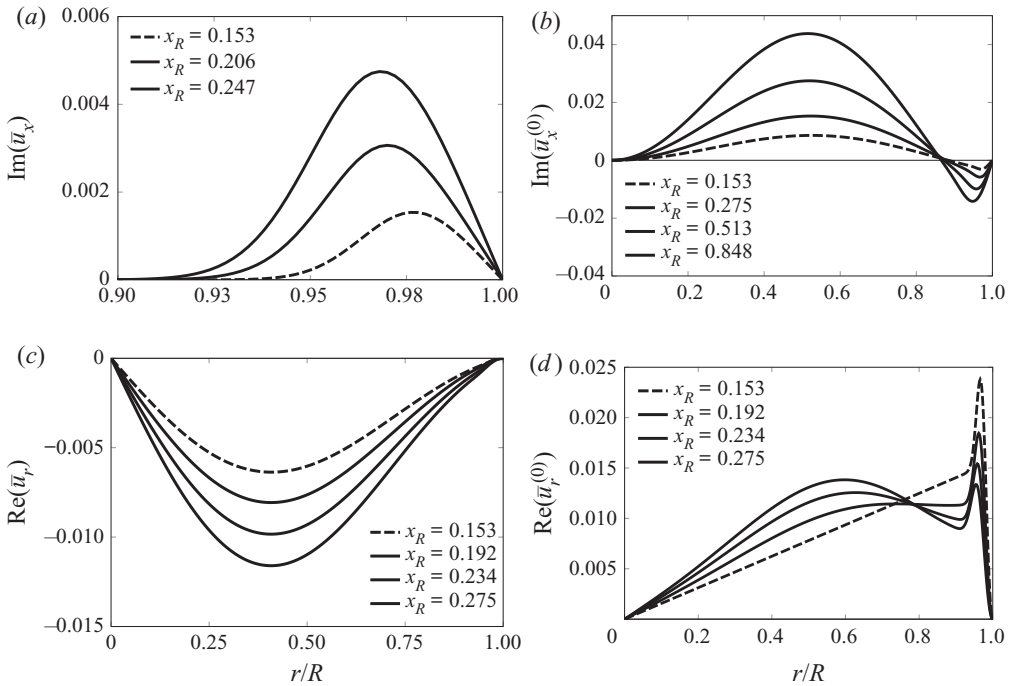 (a)
0.006
0.004
0.002
0
Im(u̅_x)
x_R = 0.153
x_R = 0.206
x_R = 0.247
0.90 0.93 0.95 0.98 1.00
(b)
0.04
0.02
0
−0.02
−0.04
Im(u̅_x^(0))
x_R = 0.153
x_R = 0.275
x_R = 0.513
x_R = 0.848
0 0.2 0.4 0.6 0.8 1.0
(c)
0
−0.005
−0.010
−0.015
Re(u̅_r)
x_R = 0.153
x_R = 0.192
x_R = 0.234
x_R = 0.275
0 0.25 0.50 0.75 1.00
r/R
(d)
0.025
0.020
0.015
0.010
0.005
Re(u̅_r^(0))
x_R = 0.153
x_R = 0.192
x_R = 0.234
x_R = 0.275
0 0.2 0.4 0.6 0.8 1.0
r/R